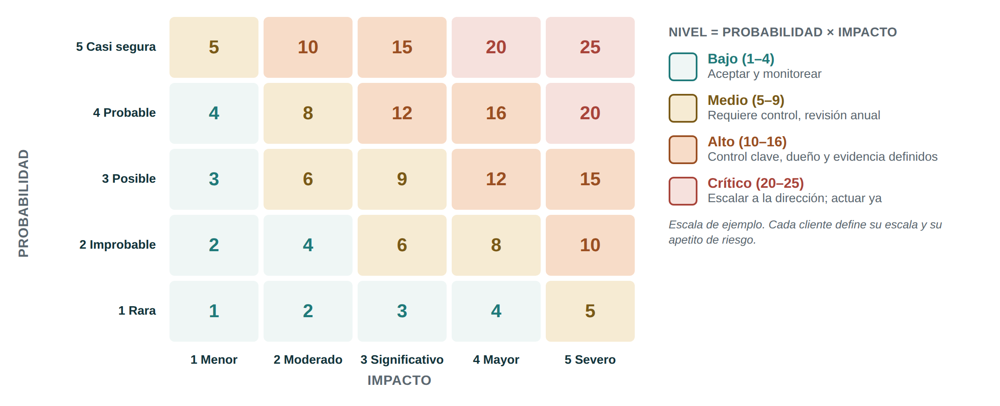 5 Casi segura 5 10 15 20 25
4 Probable 4 8 12 16 20
3 Posible 3 6 9 12 15
2 Improbable 2 4 6 8 10
1 Rara 1 2 3 4 5
1 Menor 2 Moderado 3 Significativo 4 Mayor 5 Severo
IMPACTO
PROBABILIDAD
NIVEL = PROBABILIDAD × IMPACTO
Bajo (1–4)
Aceptar y monitorear
Medio (5–9)
Requiere control, revisión anual
Alto (10–16)
Control clave, dueño y evidencia definidos
Crítico (20–25)
Escalar a la dirección; actuar ya
Escala de ejemplo. Cada cliente define su escala y su
apetito de riesgo.